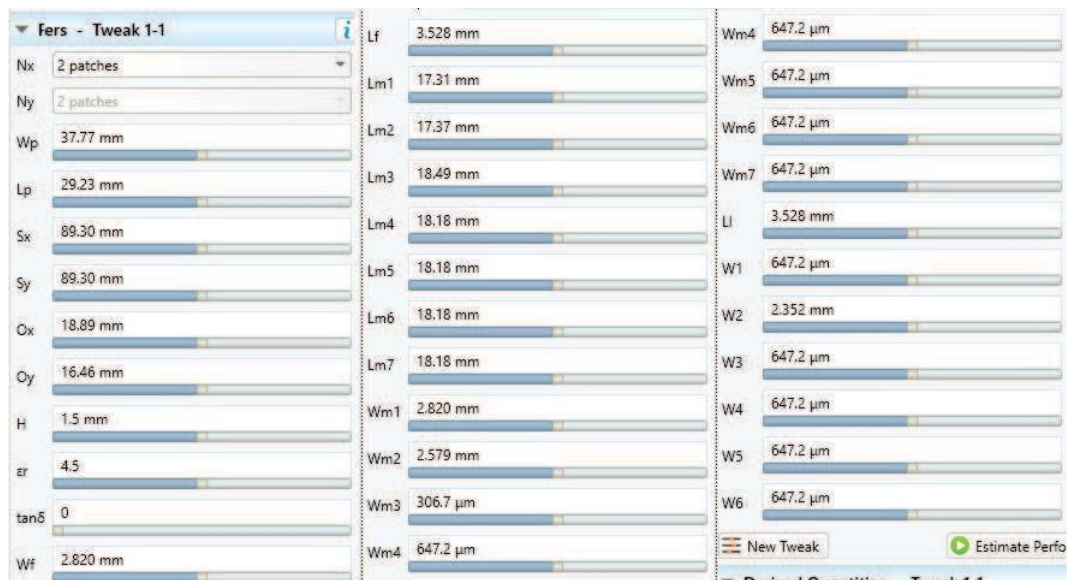 Fers - Tweak 1-1
i
Nx 2 patches
Ny 2 patches
Wp 37.77 mm
Lp 29.23 mm
Sx 89.30 mm
Sy 89.30 mm
Ox 18.89 mm
Oy 16.46 mm
H 1.5 mm
εr 4.5
tanδ 0
Wf 2.820 mm
Lf 3.528 mm
Lm1 17.31 mm
Lm2 17.37 mm
Lm3 18.49 mm
Lm4 18.18 mm
Lm5 18.18 mm
Lm6 18.18 mm
Lm7 18.18 mm
Wm1 2.820 mm
Wm2 2.579 mm
Wm3 306.7 µm
Wm4 647.2 µm
Wm4 647.2 µm
Wm5 647.2 µm
Wm6 647.2 µm
Wm7 647.2 µm
Ll 3.528 mm
W1 647.2 µm
W2 2.352 mm
W3 647.2 µm
W4 647.2 µm
W5 647.2 µm
W6 647.2 µm
New Tweak
Estimate Perfo